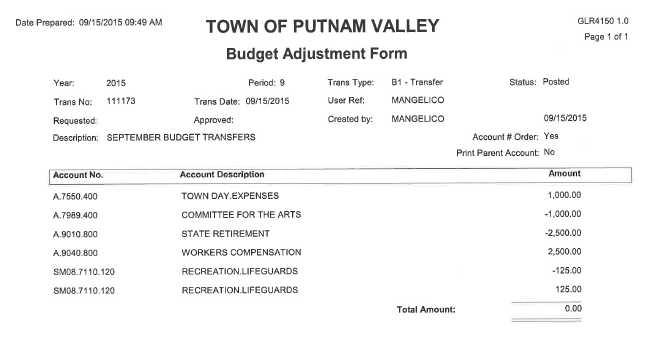 Date Prepared: 09/15/2015 09:49 AM TOWN OF PUTNAM VALLEY GLR4150 1.0
Page 1 of 1
Budget Adjustment Form
Year: 2015 Period: 9 Trans Type: B1 - Transfer Status: Posted
Trans No: 111173 Trans Date: 09/15/2015 User Ref: MANGELICO
Requested: Approved: Created by: MANGELICO 09/15/2015
Description: SEPTEMBER BUDGET TRANSFERS Account # Order: Yes
Print Parent Account: No
Account No. Account Description Amount
A.7550.400 TOWN DAY.EXPENSES 1,000.00
A.7989.400 COMMITTEE FOR THE ARTS -1,000.00
A.9010.800 STATE RETIREMENT -2,500.00
A.9040.800 WORKERS COMPENSATION 2,500.00
SM08.7110.120 RECREATION.LIFEGUARDS -125.00
SM08.7110.120 RECREATION.LIFEGUARDS 125.00
Total Amount: 0.00